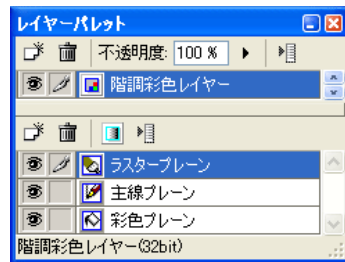 レイヤーパレット
不透明度: 100 %
階調彩色レイヤー
ラスタープレーン
主線プレーン
彩色プレーン
階調彩色レイヤー(32bit)